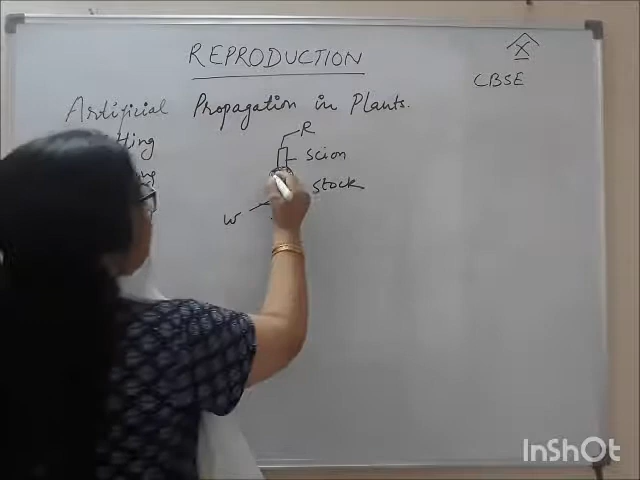 REPRODUCTION
X
CBSE
Artificial Propagation in Plants.
R
scion
stock
W
InShOt